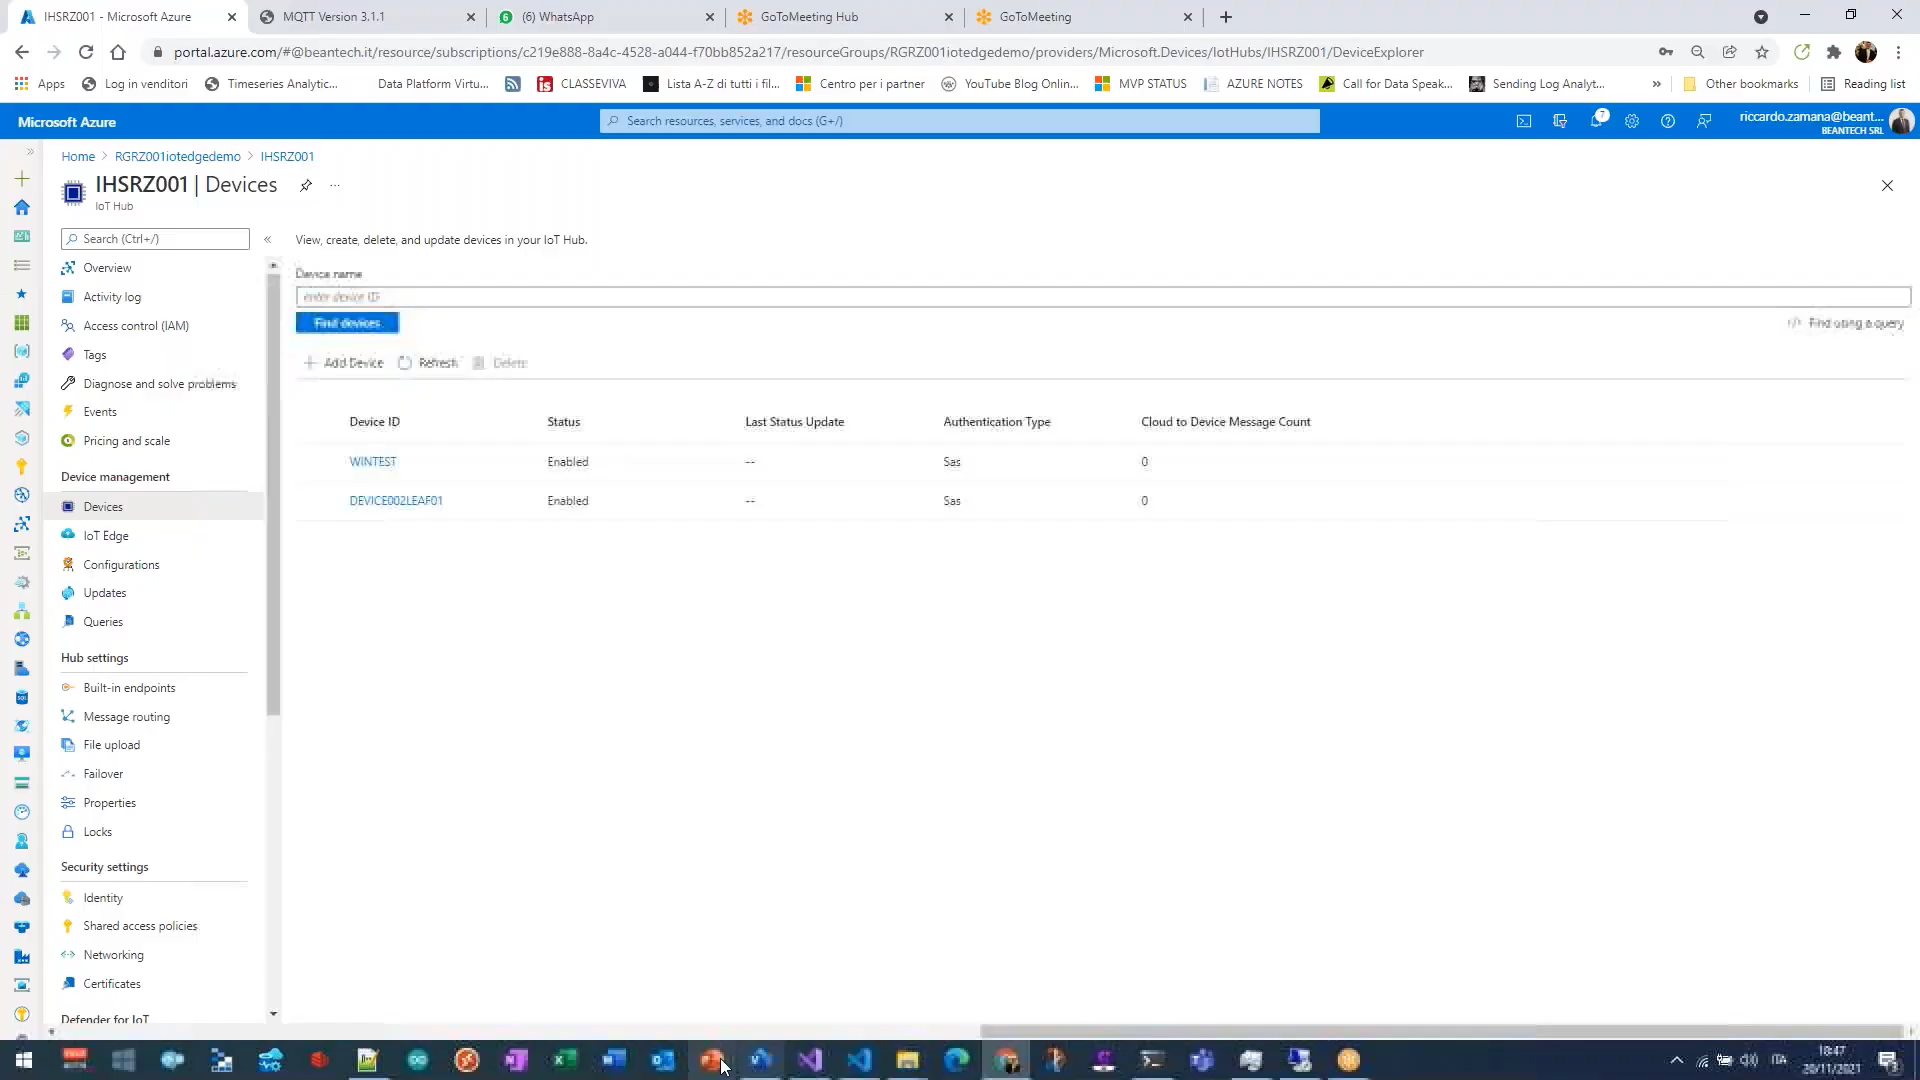 IHSRZ001 - Microsoft Azure
MQTT Version 3.1.1
(6) WhatsApp
GoToMeeting Hub
GoToMeeting
portal.azure.com/#@beantech.it/resource/subscriptions/c219e888-8a4c-4528-a044-f70bb852a217/resourceGroups/RGRZ001iotedgedemo/providers/Microsoft.Devices/IotHubs/IHSRZ001/DeviceExplorer
Apps
Log in venditori
Timeseries Analytic...
Data Platform Virtu...
CLASSEVIVA
Lista A-Z di tutti i fil...
Centro per i partner
YouTube Blog Onlin...
MVP STATUS
AZURE NOTES
Call for Data Speak...
Sending Log Analyt...
Other bookmarks
Reading list
Microsoft Azure
Search resources, services, and docs (G+/)
7
riccardo.zamana@beant...
BEANTECH SRL
Home > RGRZ001iotedgedemo > IHSRZ001
IHSRZ001 | Devices
IoT Hub
Search (Ctrl+/)
Overview
Activity log
Access control (IAM)
Tags
Diagnose and solve problems
Events
Pricing and scale
Device management
Devices
IoT Edge
Configurations
Updates
Queries
Hub settings
Built-in endpoints
Message routing
File upload
Failover
Properties
Locks
Security settings
Identity
Shared access policies
Networking
Certificates
Defender for IoT
View, create, delete, and update devices in your IoT Hub.
Device name
enter device ID
Find devices
Find using a query
Add Device
Refresh
Delete
Device ID Status Last Status Update Authentication Type Cloud to Device Message Count
WINTEST Enabled -- Sas 0
DEVICE002LEAF01 Enabled -- Sas 0
ITA
18:47
20/11/2021
3